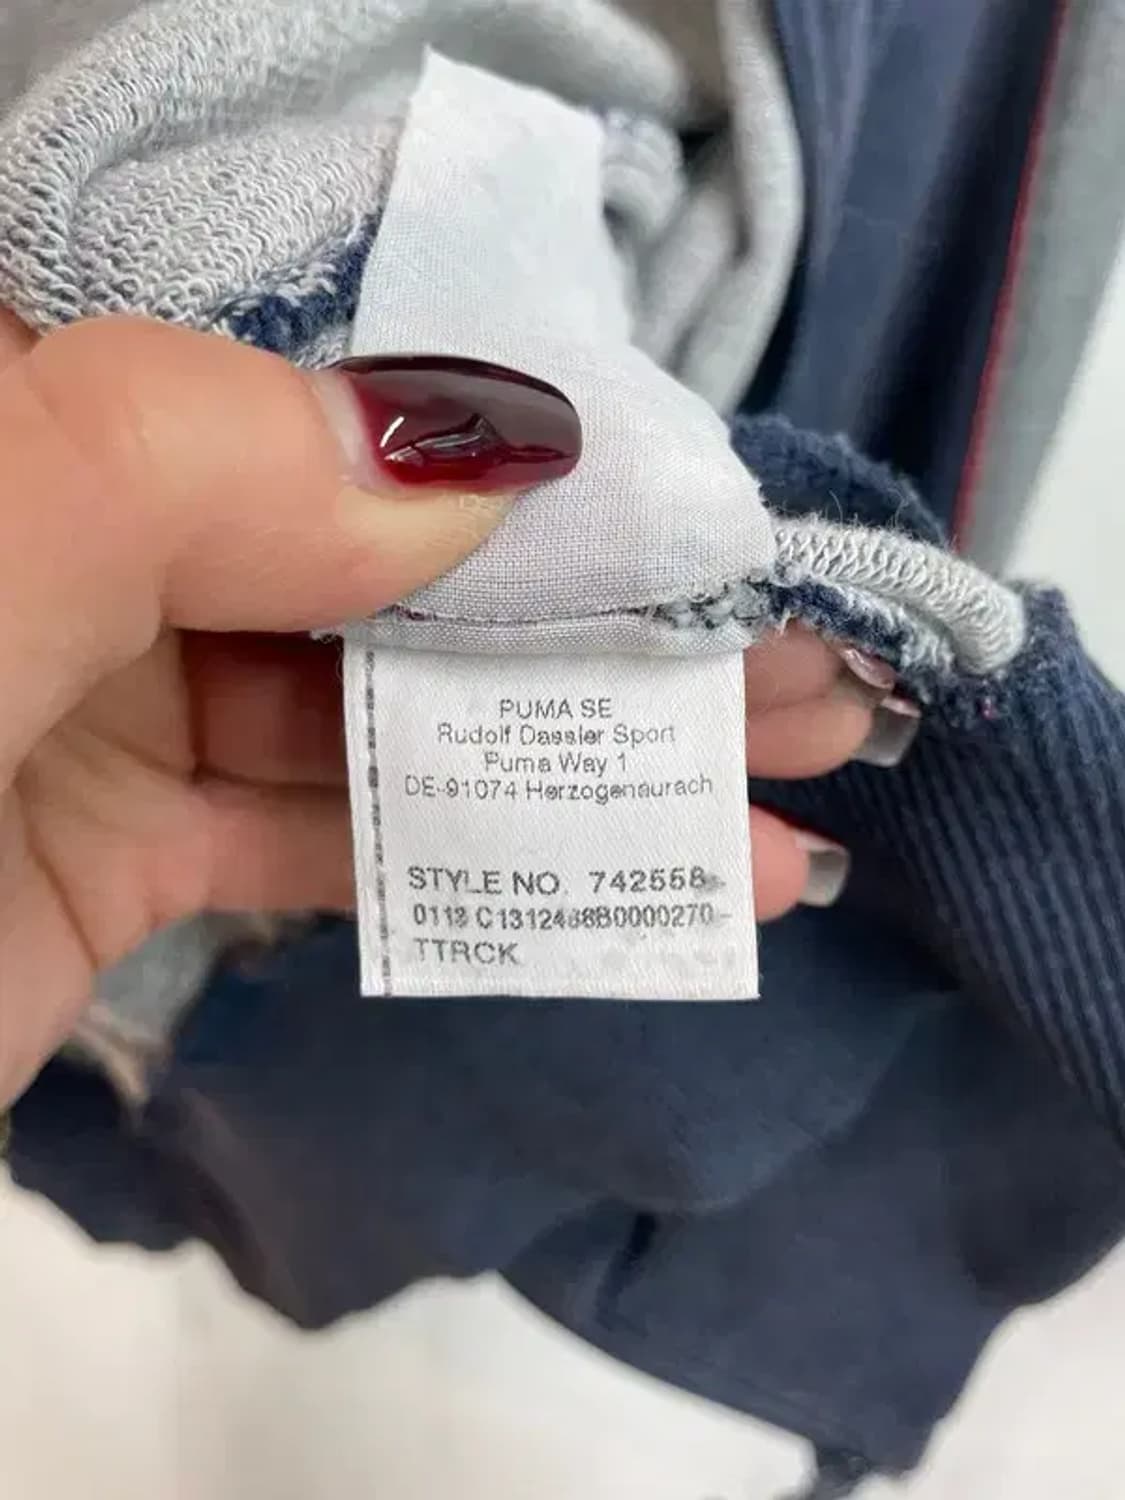 PUMA SE
Rudolf Dassler Sport
Puma Way 1
DE-91074 Herzogenaurach
STYLE NO. 742558
TTRCK